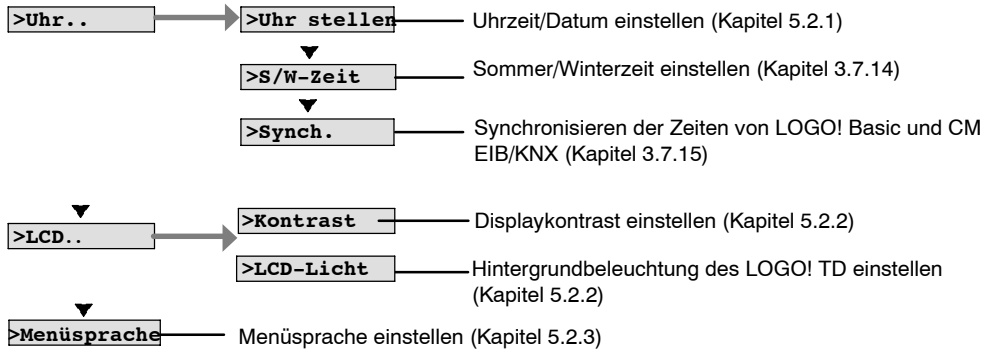 >Uhr..
>Uhr stellen
Uhrzeit/Datum einstellen (Kapitel 5.2.1)
>S/W-Zeit
Sommer/Winterzeit einstellen (Kapitel 3.7.14)
>Synch.
Synchronisieren der Zeiten von LOGO! Basic und CM
EIB/KNX (Kapitel 3.7.15)
>LCD..
>Kontrast
Displaykontrast einstellen (Kapitel 5.2.2)
>LCD-Licht
Hintergrundbeleuchtung des LOGO! TD einstellen
(Kapitel 5.2.2)
>Menüsprache
Menüsprache einstellen (Kapitel 5.2.3)